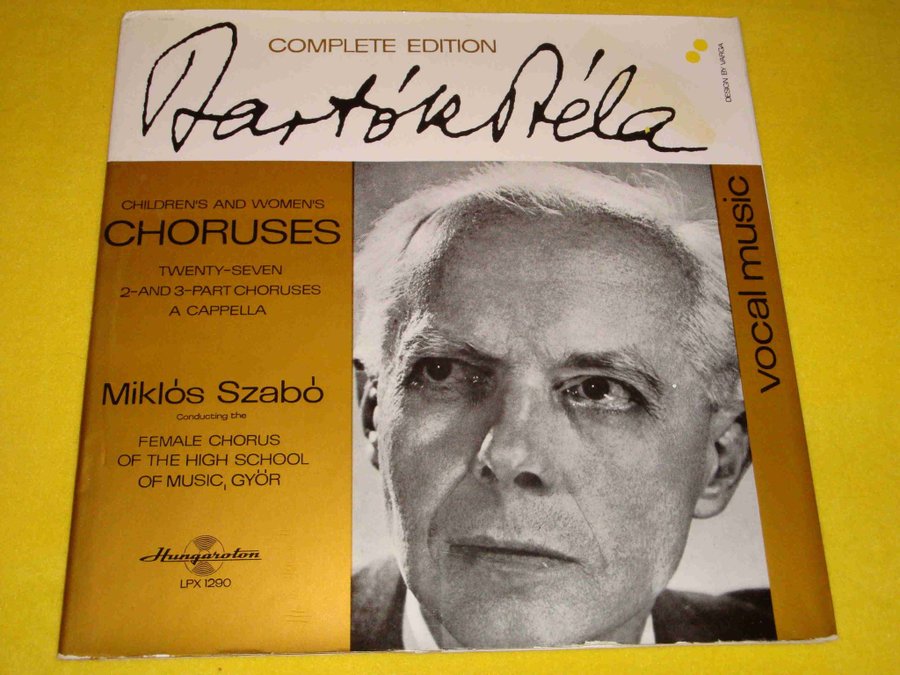 COMPLETE EDITION
Bartók Béla
DESIGN BY VARGA
CHILDREN'S AND WOMEN'S
CHORUSES
TWENTY-SEVEN
2-AND 3-PART CHORUSES
A CAPPELLA
Miklós Szabó
Conducting the
FEMALE CHORUS
OF THE HIGH SCHOOL
OF MUSIC, GYÖR
Hungaroton
LPX 1290
vocal music